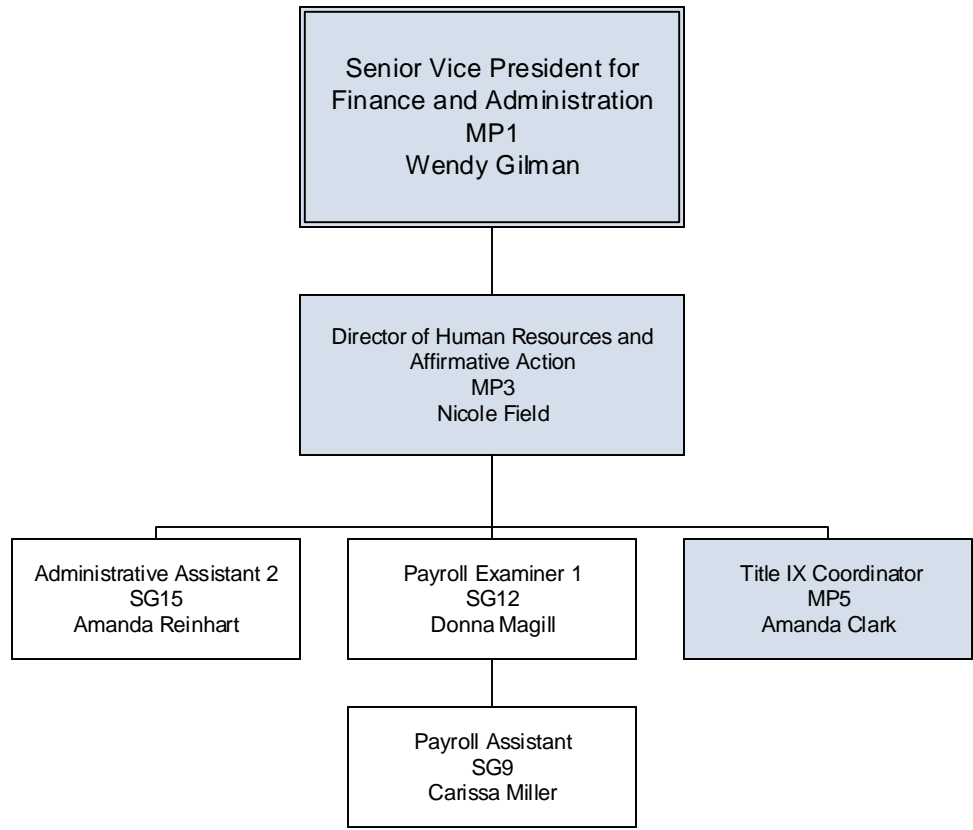 Senior Vice President for
Finance and Administration
MP1
Wendy Gilman
Director of Human Resources and
Affirmative Action
MP3
Nicole Field
Administrative Assistant 2
SG15
Amanda Reinhart
Payroll Examiner 1
SG12
Donna Magill
Title IX Coordinator
MP5
Amanda Clark
Payroll Assistant
SG9
Carissa Miller